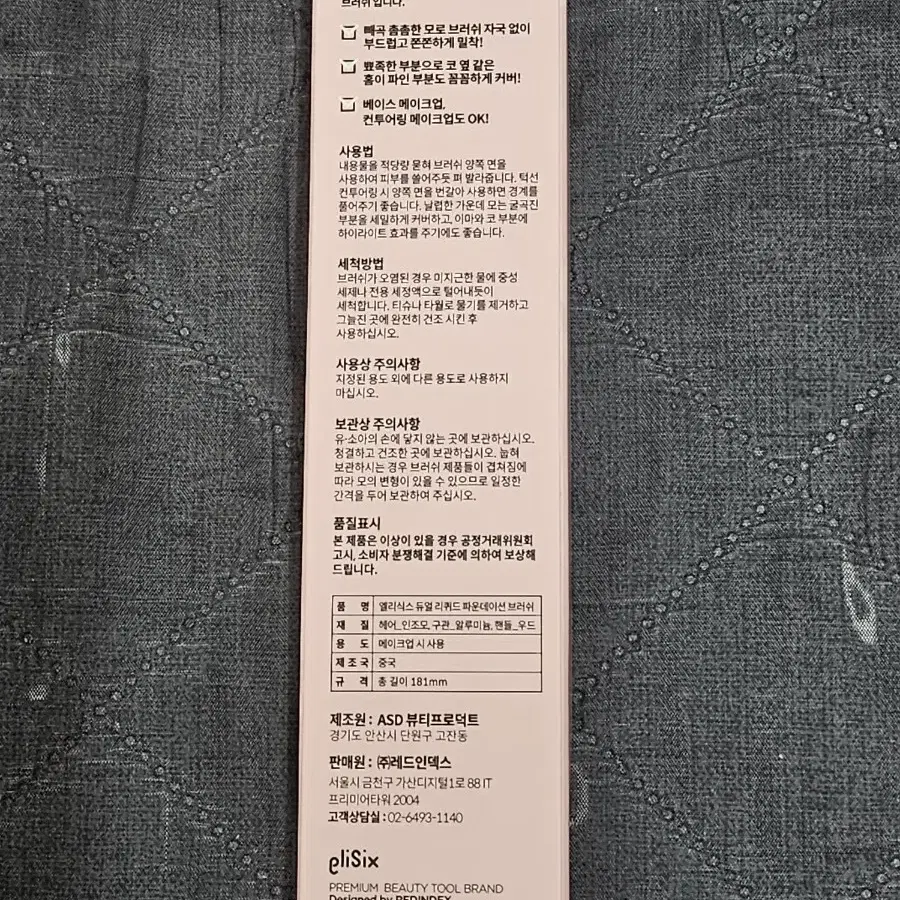 브러쉬 입니다.
빼곡 촘촘한 모로 브러쉬 자국 없이
부드럽고 쫀쫀하게 밀착!
뾰족한 부분으로 코 옆 같은
홈이 파인 부분도 꼼꼼하게 커버!
베이스 메이크업,
컨투어링 메이크업도 OK!
사용법
내용물을 적당량 묻혀 브러쉬 양쪽 면을
사용하여 피부를 쓸어주듯 펴 발라줍니다. 턱선
컨투어링 시 양쪽 면을 번갈아 사용하면 경계를
풀어주기 좋습니다. 날렵한 가운데 모는 굴곡진
부분을 세밀하게 커버하고, 이마와 코 부분에
하이라이트 효과를 주기에도 좋습니다.
세척방법
브러쉬가 오염된 경우 미지근한 물에 중성
세제나 전용 세정액으로 털어내듯이
세척합니다. 티슈나 타월로 물기를 제거하고
그늘진 곳에 완전히 건조 시킨 후
사용하십시오.
사용상 주의사항
지정된 용도 외에 다른 용도로 사용하지
마십시오.
보관상 주의사항
유·소아의 손에 닿지 않는 곳에 보관하십시오.
청결하고 건조한 곳에 보관하십시오. 눕혀
보관하시는 경우 브러쉬 제품들이 겹쳐짐에
따라 모의 변형이 있을 수 있으므로 일정한
간격을 두어 보관하여 주십시오.
품질표시
본 제품은 이상이 있을 경우 공정거래위원회
고시, 소비자 분쟁해결 기준에 의하여 보상해
드립니다.
품 명 엘리식스 듀얼 리퀴드 파운데이션 브러쉬
재 질 헤어_인조모, 구관_알루미늄, 핸들_우드
용 도 메이크업 시 사용
제조국 중국
규 격 총 길이 181mm
제조원 : ASD 뷰티프로덕트
경기도 안산시 단원구 고잔동
판매원 : ㈜레드인덱스
서울시 금천구 가산디지털1로 88 IT
프리미어타워 2004
고객상담실 : 02-6493-1140
eliSix
PREMIUM BEAUTY TOOL BRAND
Designed by REDINDEX